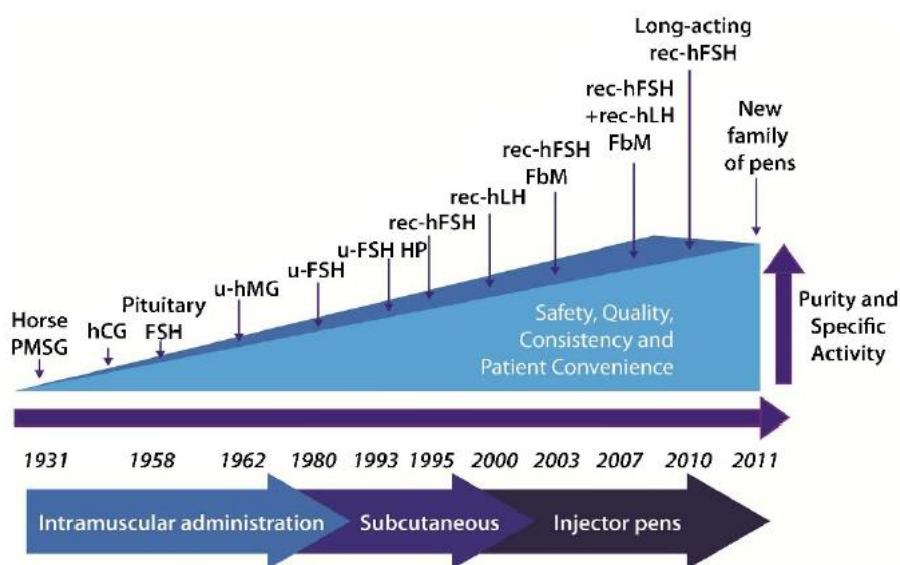 Long-acting
rec-hFSH
rec-hFSH
+rec-hLH
FbM
New
family
of pens
rec-hFSH
FbM
rec-hLH
rec-hFSH
u-FSH HP
u-FSH
u-hMG
Pituitary
FSH
hCG
Horse
PMSG
Safety, Quality,
Consistency and
Patient Convenience
Purity and
Specific
Activity
1931 1958 1962 1980 1993 1995 2000 2003 2007 2010 2011
Intramuscular administration Subcutaneous Injector pens